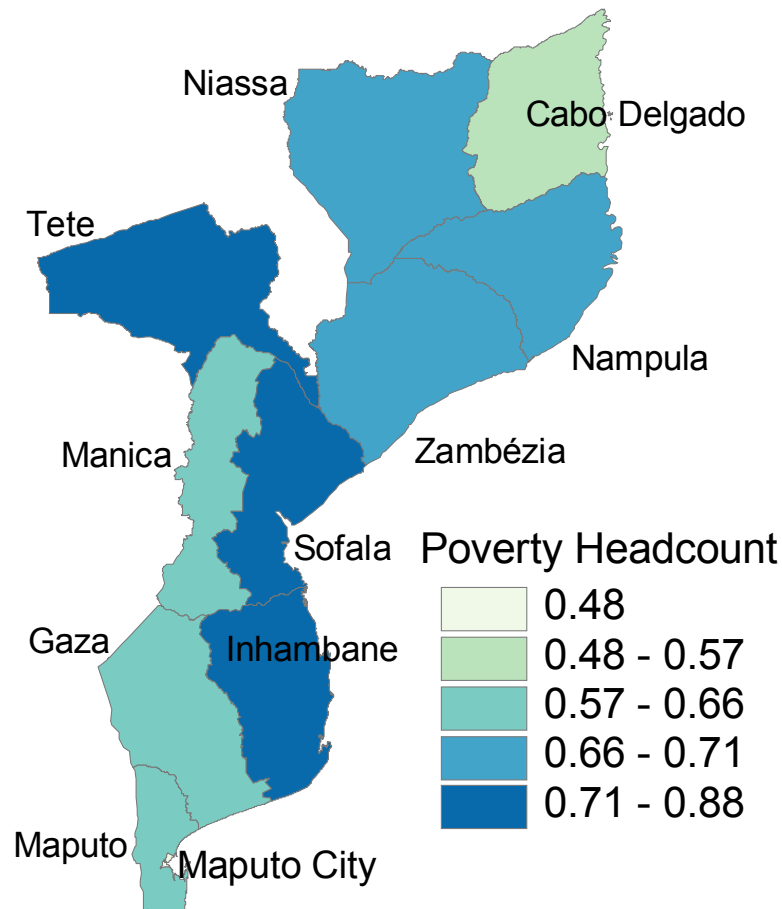 Niassa
Cabo Delgado
Tete
Nampula
Manica
Zambézia
Sofala
Poverty Headcount
0.48
Gaza
Inhambane
0.48 - 0.57
0.57 - 0.66
0.66 - 0.71
0.71 - 0.88
Maputo
Maputo City